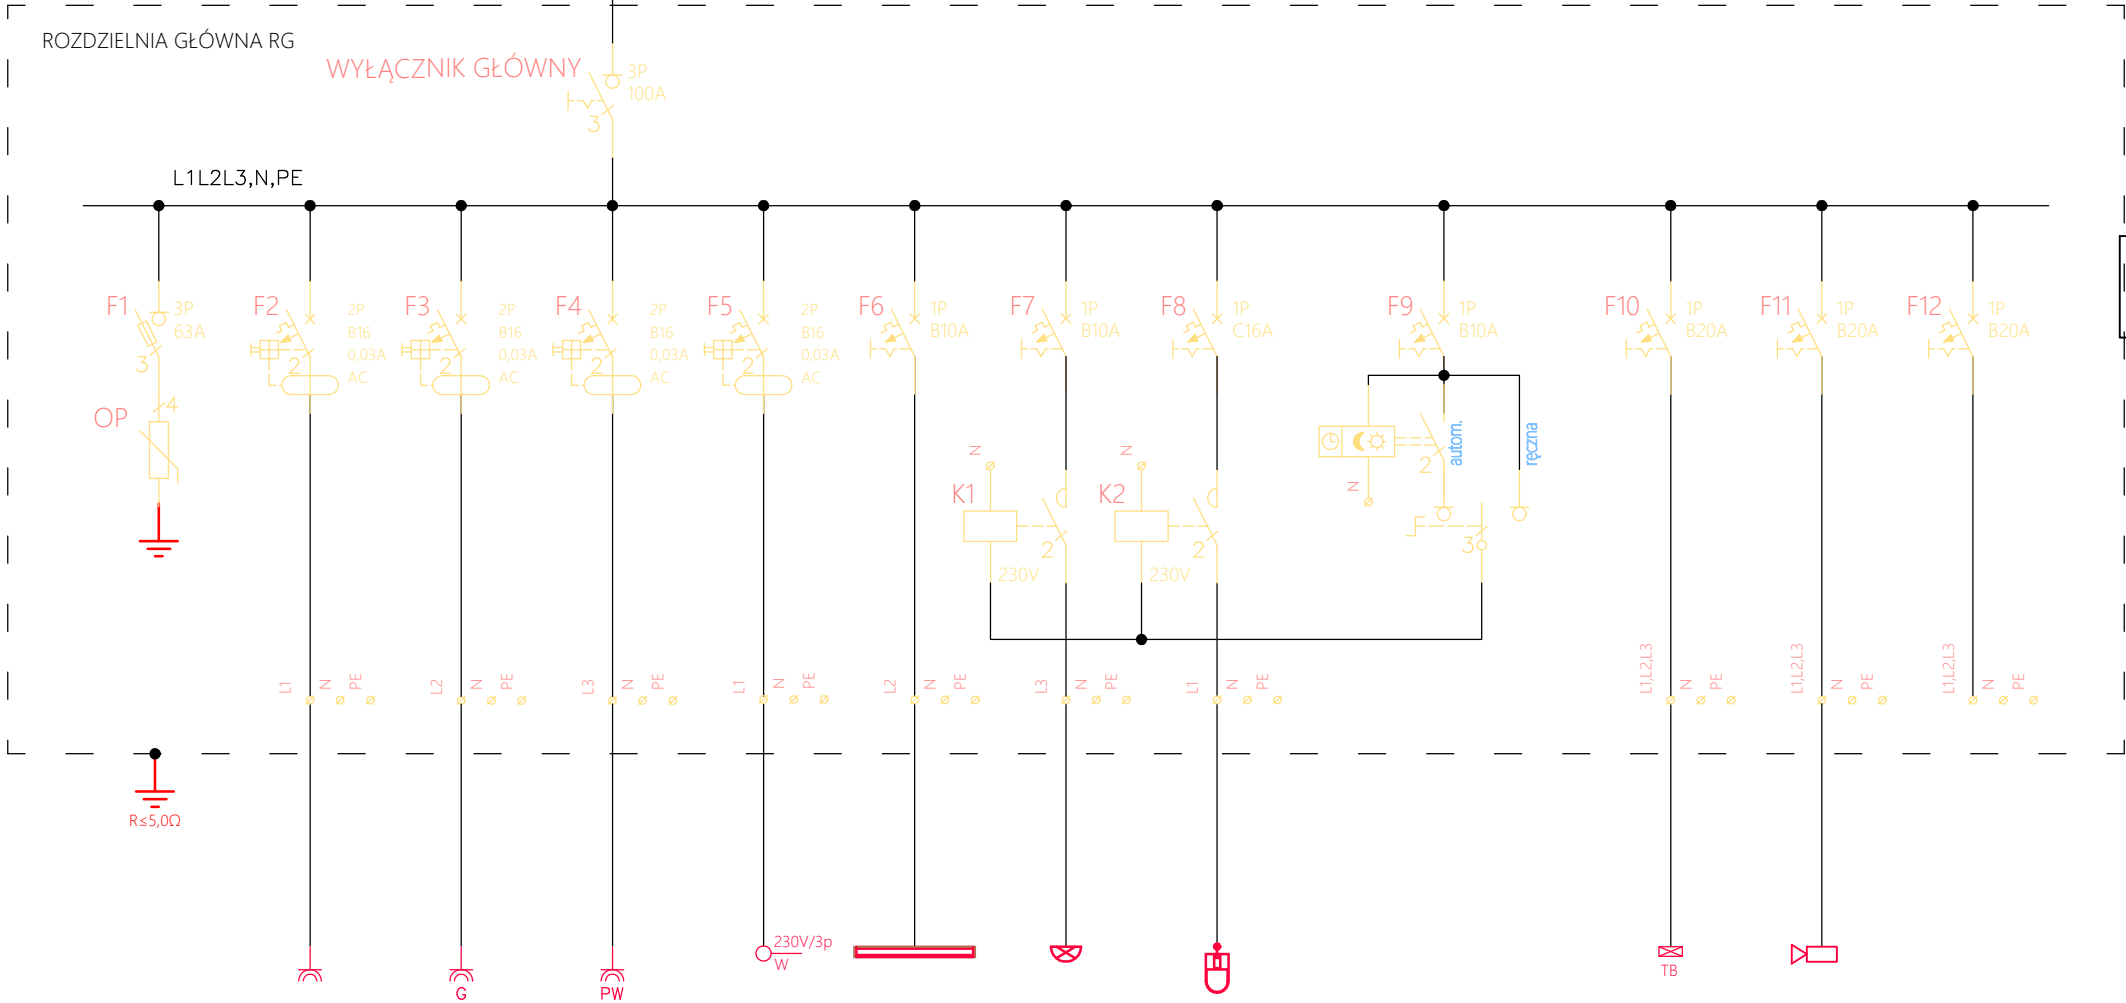 ROZDZIELNIA GŁÓWNA RG
WYŁĄCZNIK GŁÓWNY
3P
100A
3
L1L2L3,N,PE
F1
3P
63A
3
4
OP
F2
2P
B16
0,03A
AC
2
F3
2P
B16
0,03A
AC
2
F4
2P
B16
0,03A
AC
2
F5
2P
B16
0,03A
AC
2
F6
1P
B10A
F7
1P
B10A
F8
1P
C16A
F9
1P
B10A
F10
1P
B20A
F11
1P
B20A
F12
1P
B20A
N
K1
2
230V
N
K2
2
230V
N
2
autom.
ręczna
3
L1
N
PE
L2
N
PE
L3
N
PE
L1
N
PE
L2
N
PE
L3
N
PE
L1
N
PE
L1,L2,L3
N
PE
L1,L2,L3
N
PE
L1,L2,L3
N
PE
R≤5,0Ω
G
PW
230V/3p
W
TB